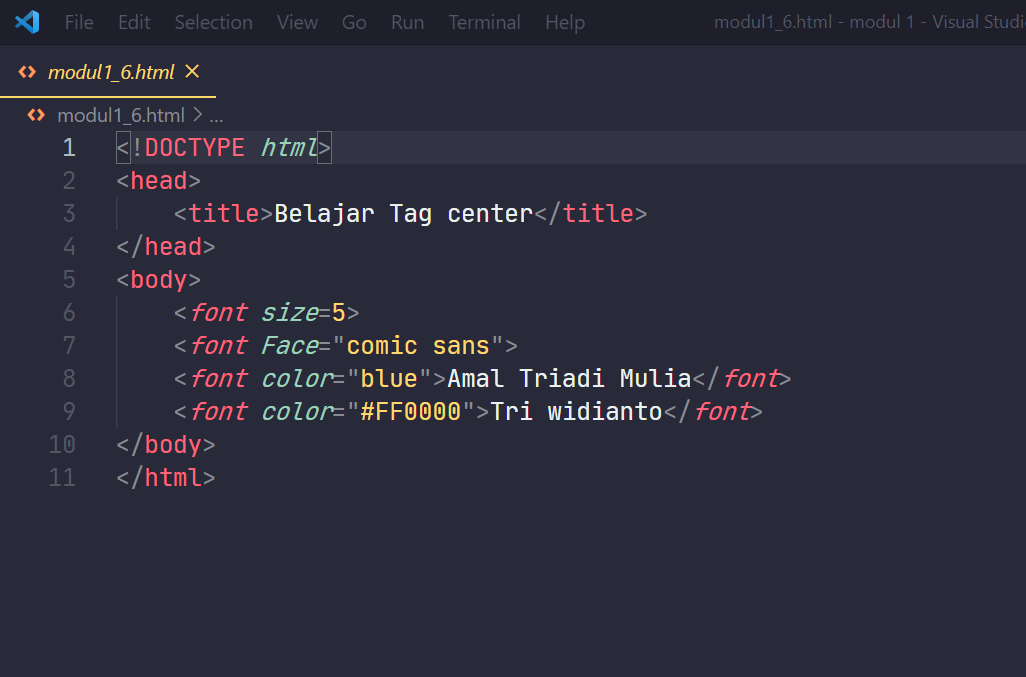 File Edit Selection View Go Run Terminal Help modul1_6.html - modul 1 - Visual Studi
modul1_6.html
modul1_6.html > ...
1 <!DOCTYPE html>
2 <head>
3     <title>Belajar Tag center</title>
4 </head>
5 <body>
6     <font size=5>
7     <font Face="comic sans">
8     <font color="blue">Amal Triadi Mulia</font>
9     <font color="#FF0000">Tri widianto</font>
10 </body>
11 </html>